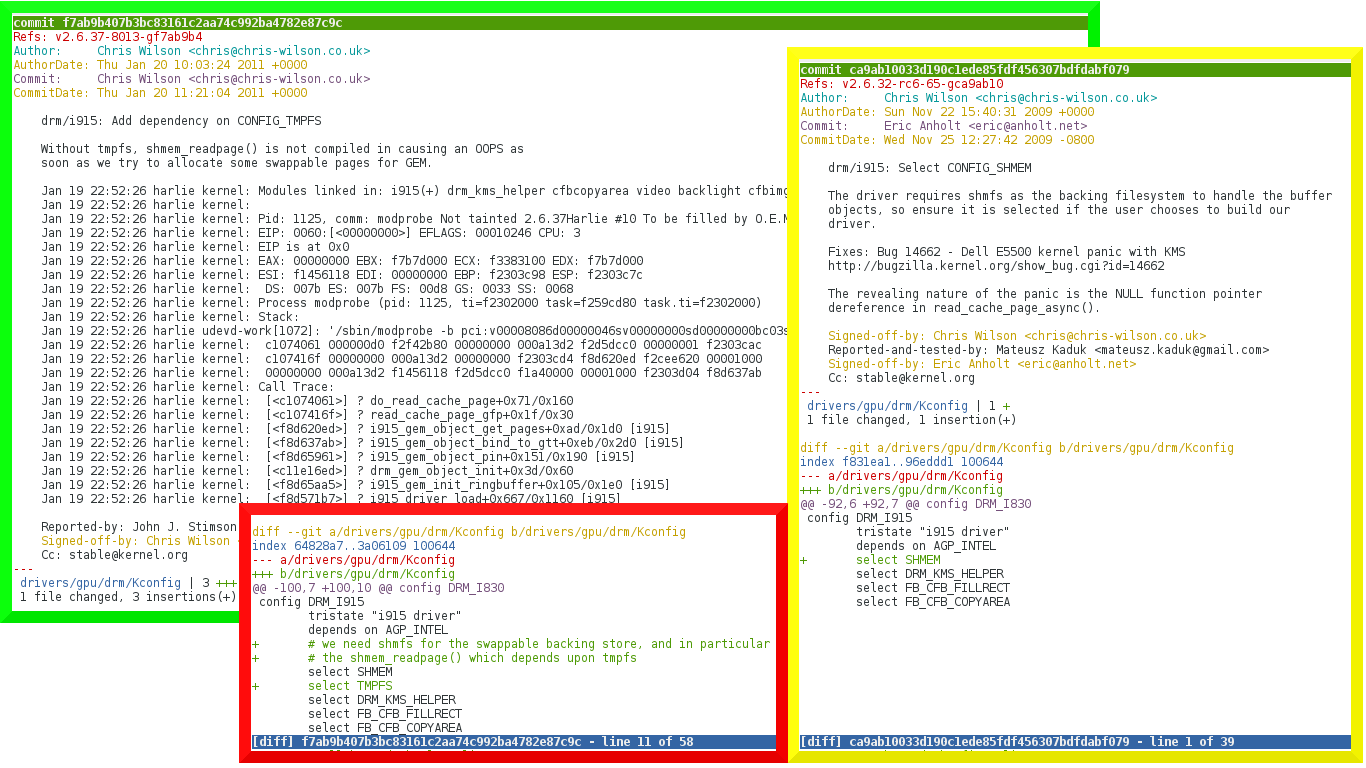 commit f7ab9b407b3bc83161c2aa74c992ba4782e87c9c
Refs: v2.6.37-8013-gf7ab9b4
Author:     Chris Wilson <chris@chris-wilson.co.uk>
AuthorDate: Thu Jan 20 10:03:24 2011 +0000
Commit:     Chris Wilson <chris@chris-wilson.co.uk>
CommitDate: Thu Jan 20 11:21:04 2011 +0000
drm/i915: Add dependency on CONFIG_TMPFS
Without tmpfs, shmem_readpage() is not compiled in causing an OOPS as
soon as we try to allocate some swappable pages for GEM.
Jan 19 22:52:26 harlie kernel: Modules linked in: i915(+) drm_kms_helper cfbcopyarea video backlight cfbimg
Jan 19 22:52:26 harlie kernel:
Jan 19 22:52:26 harlie kernel: Pid: 1125, comm: modprobe Not tainted 2.6.37Harlie #10 To be filled by O.E.M
Jan 19 22:52:26 harlie kernel: EIP: 0060:[<00000000>] EFLAGS: 00010246 CPU: 3
Jan 19 22:52:26 harlie kernel: EIP is at 0x0
Jan 19 22:52:26 harlie kernel: EAX: 00000000 EBX: f7b7d000 ECX: f3383100 EDX: f7b7d000
Jan 19 22:52:26 harlie kernel: ESI: f1456118 EDI: 00000000 EBP: f2303c98 ESP: f2303c7c
Jan 19 22:52:26 harlie kernel:  DS: 007b ES: 007b FS: 00d8 GS: 0033 SS: 0068
Jan 19 22:52:26 harlie kernel: Process modprobe (pid: 1125, ti=f2302000 task=f259cd80 task.ti=f2302000)
Jan 19 22:52:26 harlie kernel: Stack:
Jan 19 22:52:26 harlie udevd-work[1072]: '/sbin/modprobe -b pci:v00008086d00000046sv00000000sd00000000bc03s
Jan 19 22:52:26 harlie kernel:  c1074061 000000d0 f2f42b80 00000000 000a13d2 f2d5dcc0 00000001 f2303cac
Jan 19 22:52:26 harlie kernel:  c107416f 00000000 000a13d2 00000000 f2303cd4 f8d620ed f2cee620 00001000
Jan 19 22:52:26 harlie kernel:  00000000 000a13d2 f1456118 f2d5dcc0 f1a40000 00001000 f2303d04 f8d637ab
Jan 19 22:52:26 harlie kernel: Call Trace:
Jan 19 22:52:26 harlie kernel:  [<c1074061>] ? do_read_cache_page+0x71/0x160
Jan 19 22:52:26 harlie kernel:  [<c107416f>] ? read_cache_page_gfp+0x1f/0x30
Jan 19 22:52:26 harlie kernel:  [<f8d620ed>] ? i915_gem_object_get_pages+0xad/0x1d0 [i915]
Jan 19 22:52:26 harlie kernel:  [<f8d637ab>] ? i915_gem_object_bind_to_gtt+0xeb/0x2d0 [i915]
Jan 19 22:52:26 harlie kernel:  [<f8d65961>] ? i915_gem_object_pin+0x151/0x190 [i915]
Jan 19 22:52:26 harlie kernel:  [<c11e16ed>] ? drm_gem_object_init+0x3d/0x60
Jan 19 22:52:26 harlie kernel:  [<f8d65aa5>] ? i915_gem_init_ringbuffer+0x105/0x1e0 [i915]
Jan 19 22:52:26 harlie kernel:  [<f8d571b7>] ? i915_driver_load+0x667/0x1160 [i915]
Reported-by: John J. Stimson
Signed-off-by: Chris Wilson
Cc: stable@kernel.org
---
drivers/gpu/drm/Kconfig | 3 +++
1 file changed, 3 insertions(+)
diff --git a/drivers/gpu/drm/Kconfig b/drivers/gpu/drm/Kconfig
index 64828a7..3a06109 100644
--- a/drivers/gpu/drm/Kconfig
+++ b/drivers/gpu/drm/Kconfig
@@ -100,7 +100,10 @@ config DRM_I830
config DRM_I915
tristate "i915 driver"
depends on AGP_INTEL
+       # we need shmfs for the swappable backing store, and in particular
+       # the shmem_readpage() which depends upon tmpfs
select SHMEM
+       select TMPFS
select DRM_KMS_HELPER
select FB_CFB_FILLRECT
select FB_CFB_COPYAREA
[diff] f7ab9b407b3bc83161c2aa74c992ba4782e87c9c - line 11 of 58
commit ca9ab10033d190c1ede85fdf456307bdfdabf079
Refs: v2.6.32-rc6-65-gca9ab10
Author:     Chris Wilson <chris@chris-wilson.co.uk>
AuthorDate: Sun Nov 22 15:40:31 2009 +0000
Commit:     Eric Anholt <eric@anholt.net>
CommitDate: Wed Nov 25 12:27:42 2009 -0800
drm/i915: Select CONFIG_SHMEM
The driver requires shmfs as the backing filesystem to handle the buffer
objects, so ensure it is selected if the user chooses to build our
driver.
Fixes: Bug 14662 - Dell E5500 kernel panic with KMS
http://bugzilla.kernel.org/show_bug.cgi?id=14662
The revealing nature of the panic is the NULL function pointer
dereference in read_cache_page_async().
Signed-off-by: Chris Wilson <chris@chris-wilson.co.uk>
Reported-and-tested-by: Mateusz Kaduk <mateusz.kaduk@gmail.com>
Signed-off-by: Eric Anholt <eric@anholt.net>
Cc: stable@kernel.org
---
drivers/gpu/drm/Kconfig | 1 +
1 file changed, 1 insertion(+)
diff --git a/drivers/gpu/drm/Kconfig b/drivers/gpu/drm/Kconfig
index f831ea1..96eddd1 100644
--- a/drivers/gpu/drm/Kconfig
+++ b/drivers/gpu/drm/Kconfig
@@ -92,6 +92,7 @@ config DRM_I830
config DRM_I915
tristate "i915 driver"
depends on AGP_INTEL
+       select SHMEM
select DRM_KMS_HELPER
select FB_CFB_FILLRECT
select FB_CFB_COPYAREA
[diff] ca9ab10033d190c1ede85fdf456307bdfdabf079 - line 1 of 39